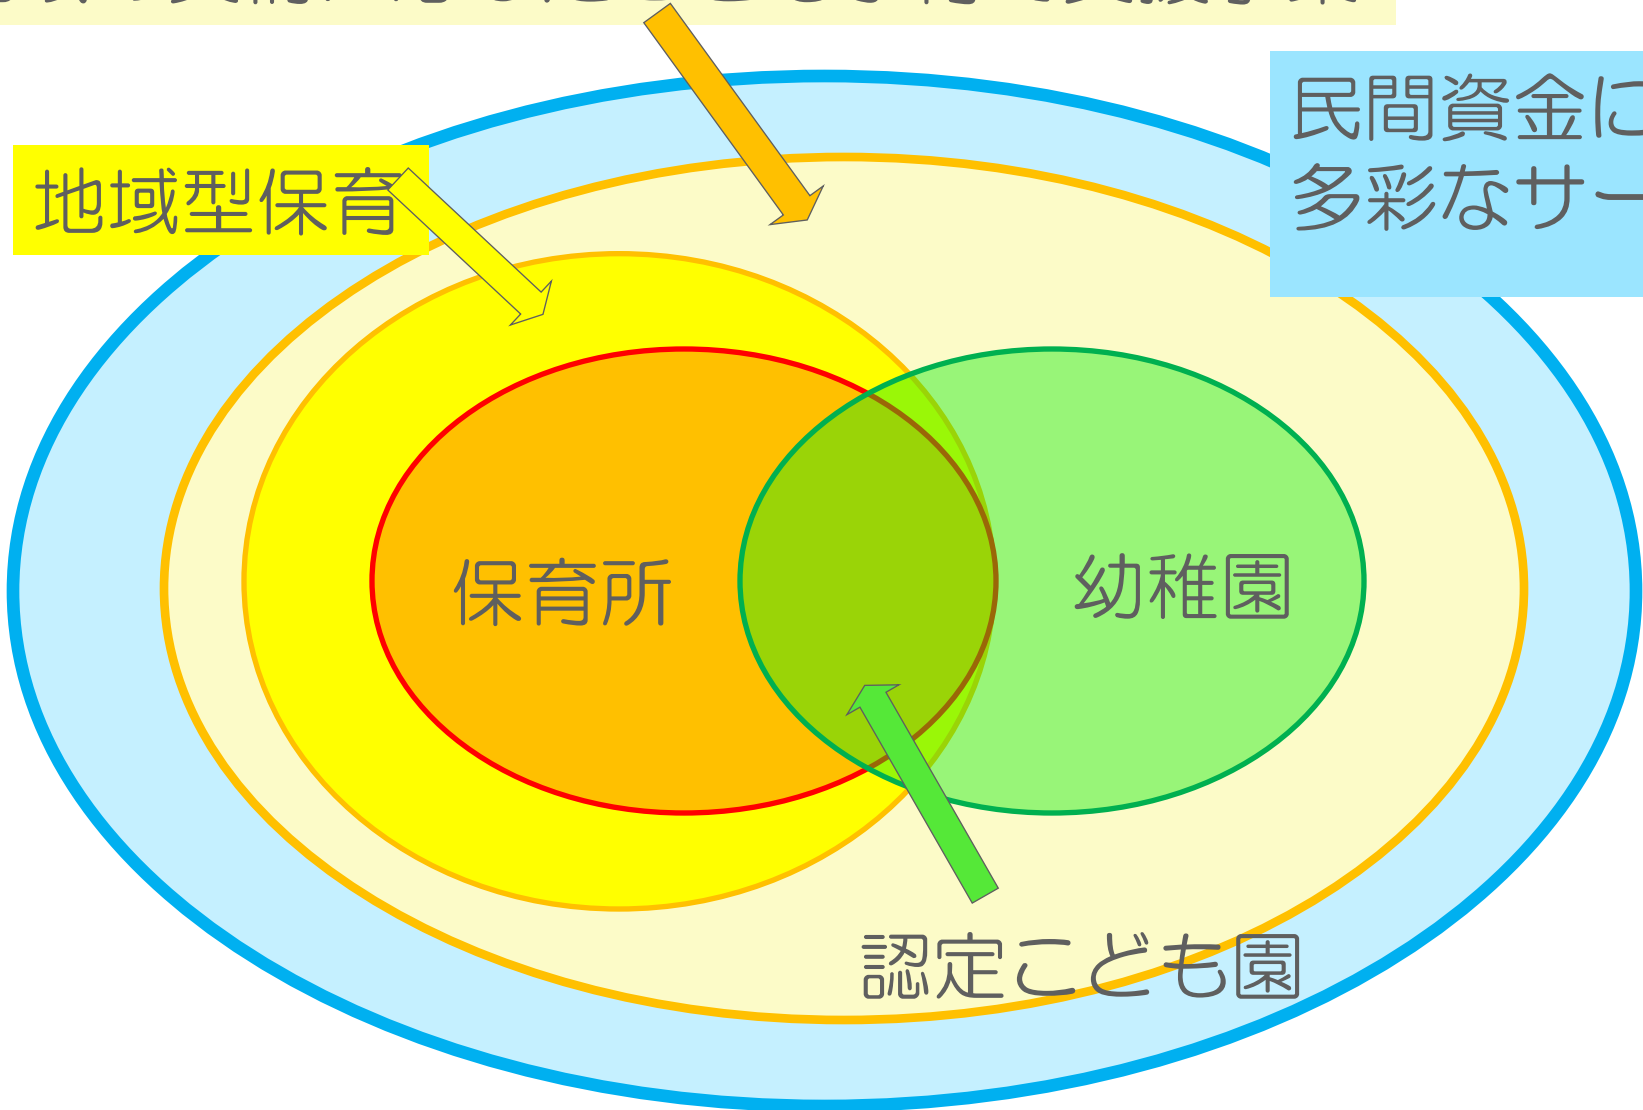 民間資金に
多彩なサー
地域型保育
保育所
幼稚園
認定こども園